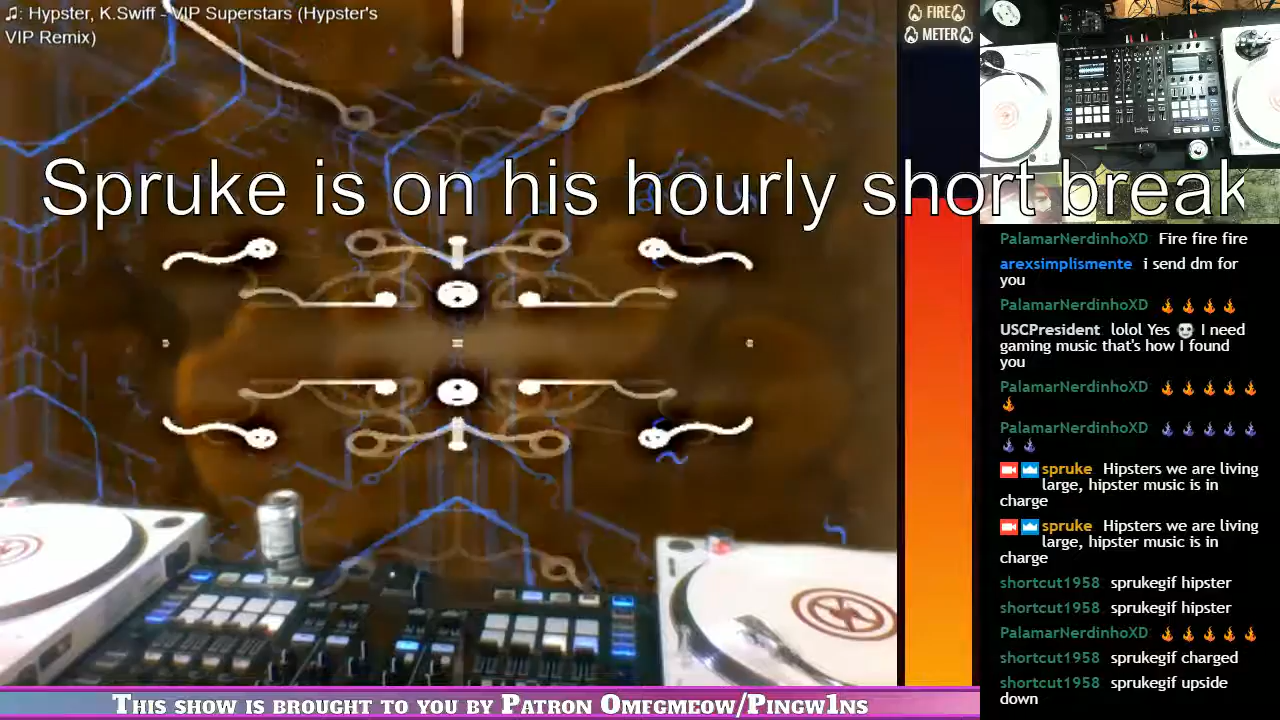 ♫: Hypster, K.Swiff - VIP Superstars (Hypster's
VIP Remix)
🔥 FIRE🔥
🔥 METER🔥
Spruke is on his hourly short break
PalamarNerdinhoXD Fire fire fire
arexsimplismente i send dm for
you
PalamarNerdinhoXD 🔥 🔥 🔥 🔥
USCPresident lolol Yes I need
gaming music that's how I found
you
PalamarNerdinhoXD 🔥 🔥 🔥 🔥 🔥
🔥
PalamarNerdinhoXD
spruke Hipsters we are living
large, hipster music is in
charge
spruke Hipsters we are living
large, hipster music is in
charge
shortcut1958 sprukegif hipster
shortcut1958 sprukegif hipster
PalamarNerdinhoXD 🔥 🔥 🔥 🔥 🔥
shortcut1958 sprukegif charged
shortcut1958 sprukegif upside
down
THIS SHOW IS BROUGHT TO YOU BY PATRON OMEGMEOW/PINGW1NS